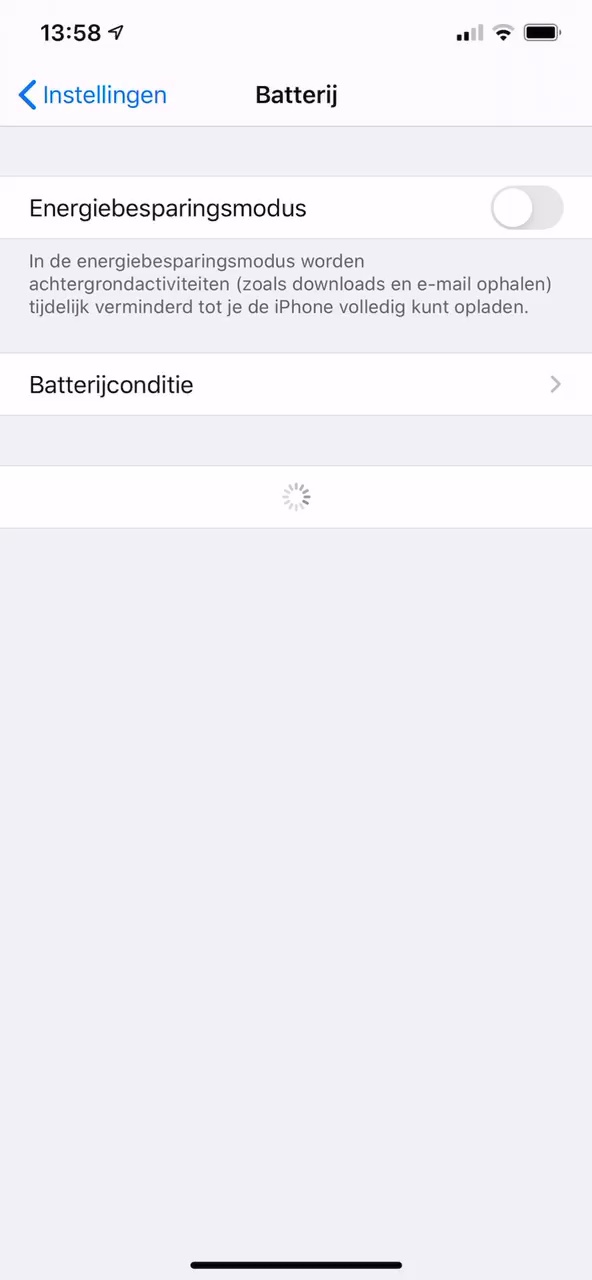 13:58
Instellingen
Batterij
Energiebesparingsmodus
In de energiebesparingsmodus worden
achtergrondactiviteiten (zoals downloads en e-mail ophalen)
tijdelijk verminderd tot je de iPhone volledig kunt opladen.
Batterijconditie